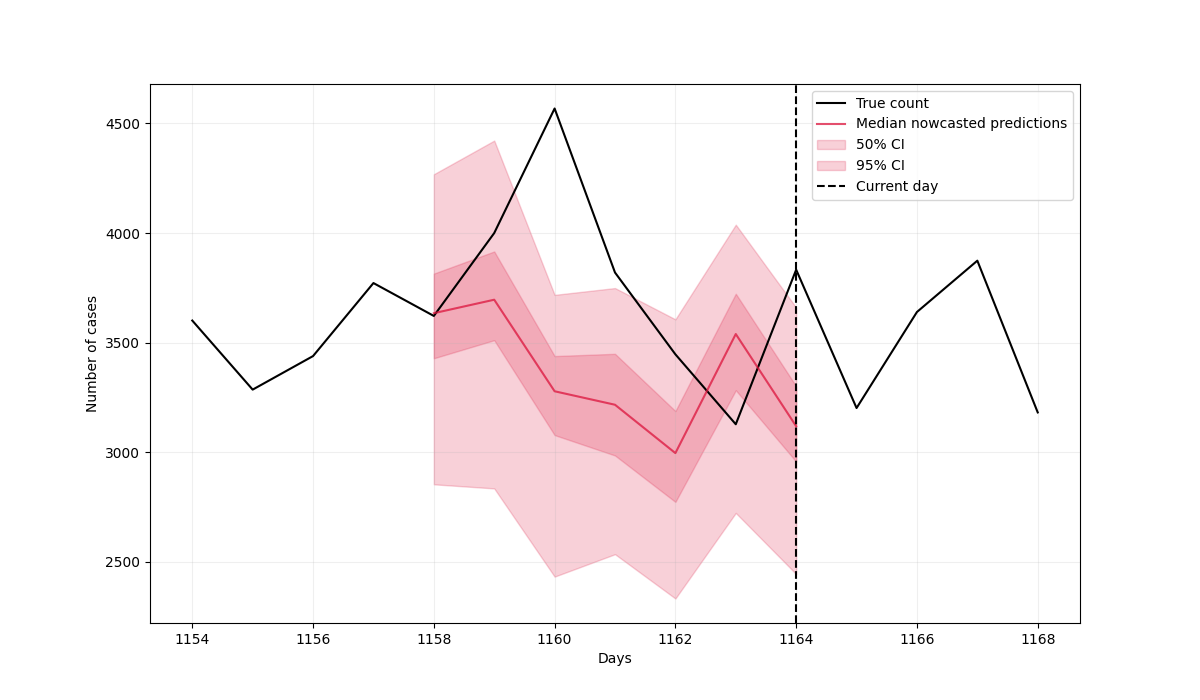 True count
Median nowcasted predictions
50% CI
95% CI
Current day
4500
4000
3500
3000
2500
Number of cases
1154 1156 1158 1160 1162 1164 1166 1168
Days